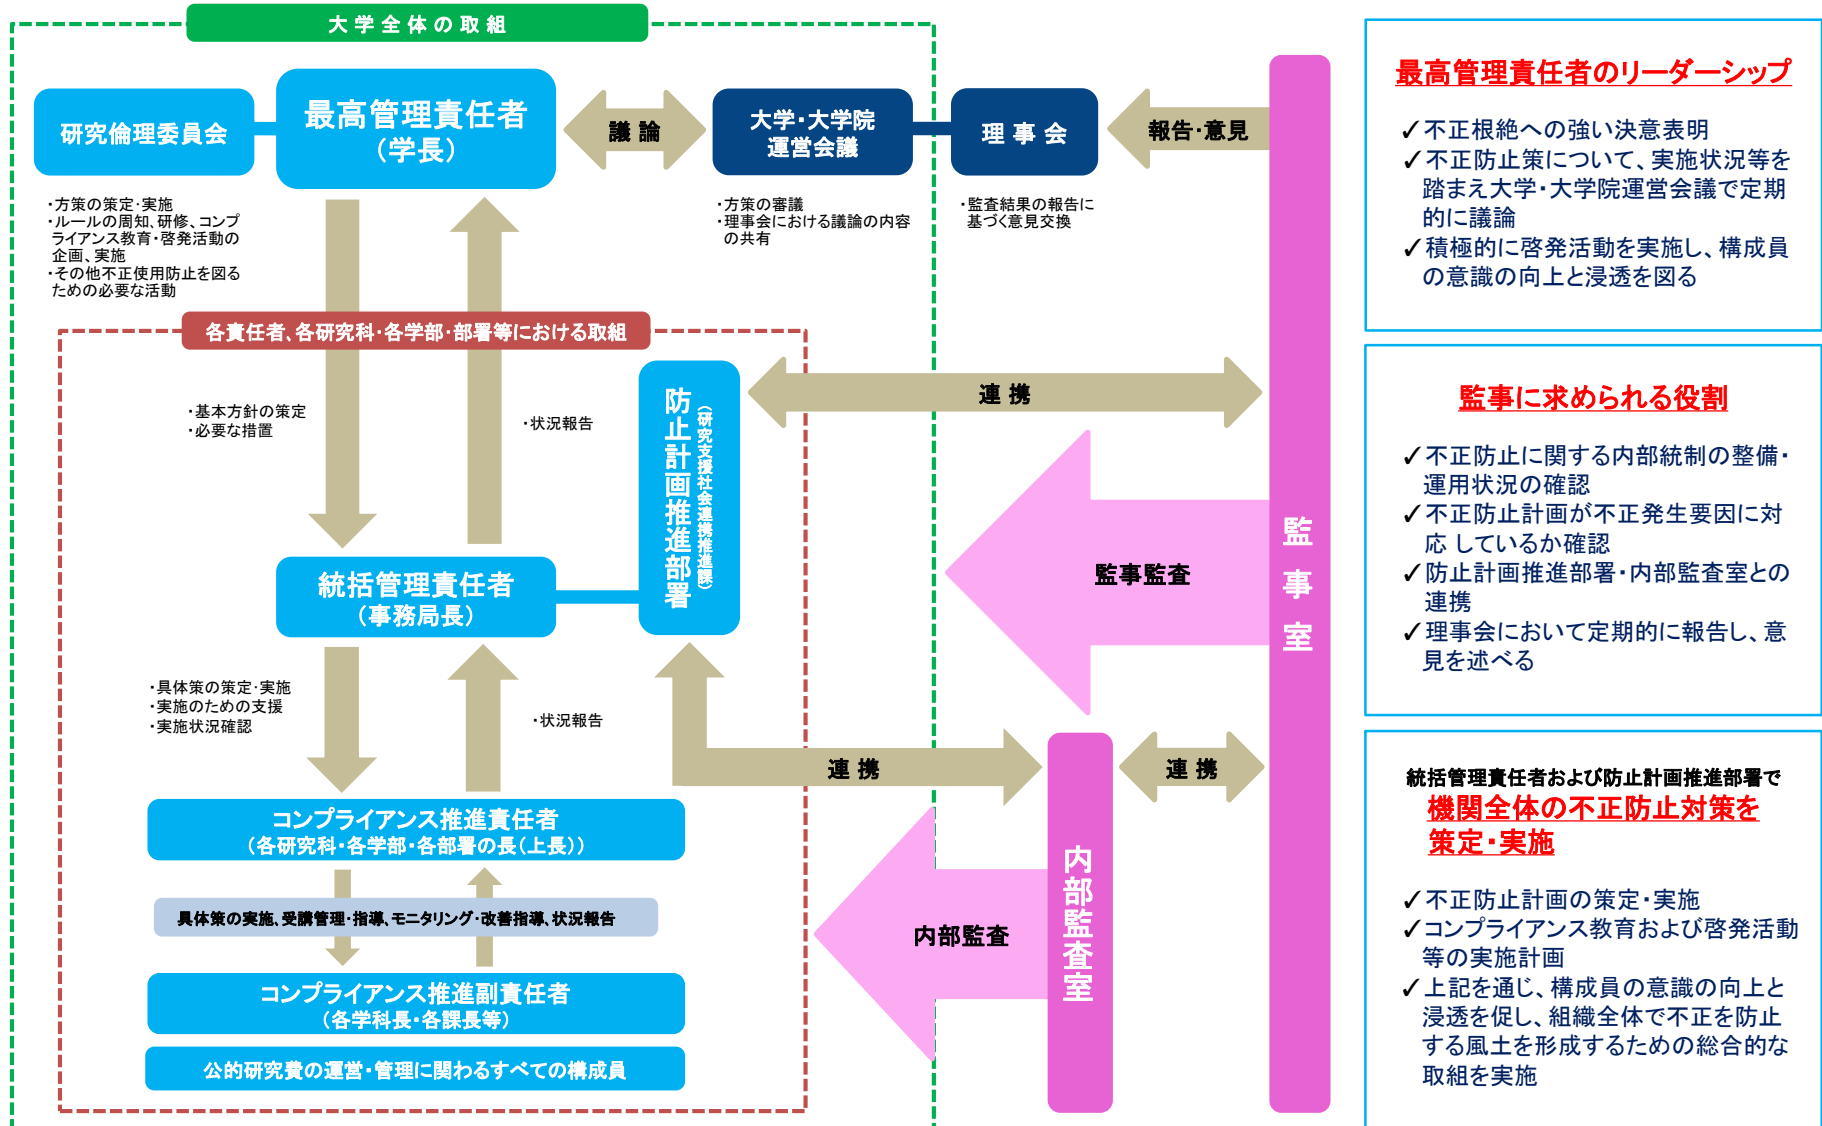 大学全体の取組
研究倫理委員会
最高管理責任者
（学長）
議論
大学・大学院
運営会議
理事会
報告・意見
・方策の策定・実施
・ルールの周知、研修、コンプ
ライアンス教育・啓発活動の
企画、実施
・その他不正使用防止を図る
ための必要な活動
・方策の審議
・理事会における議論の内容
の共有
・監査結果の報告に
基づく意見交換
各責任者、各研究科・各学部・部署等における取組
・基本方針の策定
・必要な措置
・状況報告
防止計画推進部署
（研究支援社会連携推進課）
連携
統括管理責任者
（事務局長）
監事監査
監事室
・具体策の策定・実施
・実施のための支援
・実施状況確認
・状況報告
連携
連携
コンプライアンス推進責任者
（各研究科・各学部・各部署の長（上長））
具体策の実施、受講管理・指導、モニタリング・改善指導、状況報告
内部監査
内部監査室
コンプライアンス推進副責任者
（各学科長・各課長等）
公的研究費の運営・管理に関わるすべての構成員
最高管理責任者のリーダーシップ
✓不正根絶への強い決意表明
✓不正防止策について、実施状況等を
踏まえ大学・大学院運営会議で定期
的に議論
✓積極的に啓発活動を実施し、構成員
の意識の向上と浸透を図る
監事に求められる役割
✓不正防止に関する内部統制の整備・
運用状況の確認
✓不正防止計画が不正発生要因に対
応 しているか確認
✓防止計画推進部署・内部監査室との
連携
✓理事会において定期的に報告し、意
見を述べる
統括管理責任者および防止計画推進部署で
機関全体の不正防止対策を
策定・実施
✓不正防止計画の策定・実施
✓コンプライアンス教育および啓発活動
等の実施計画
✓上記を通じ、構成員の意識の向上と
浸透を促し、組織全体で不正を防止
する風土を形成するための総合的な
取組を実施